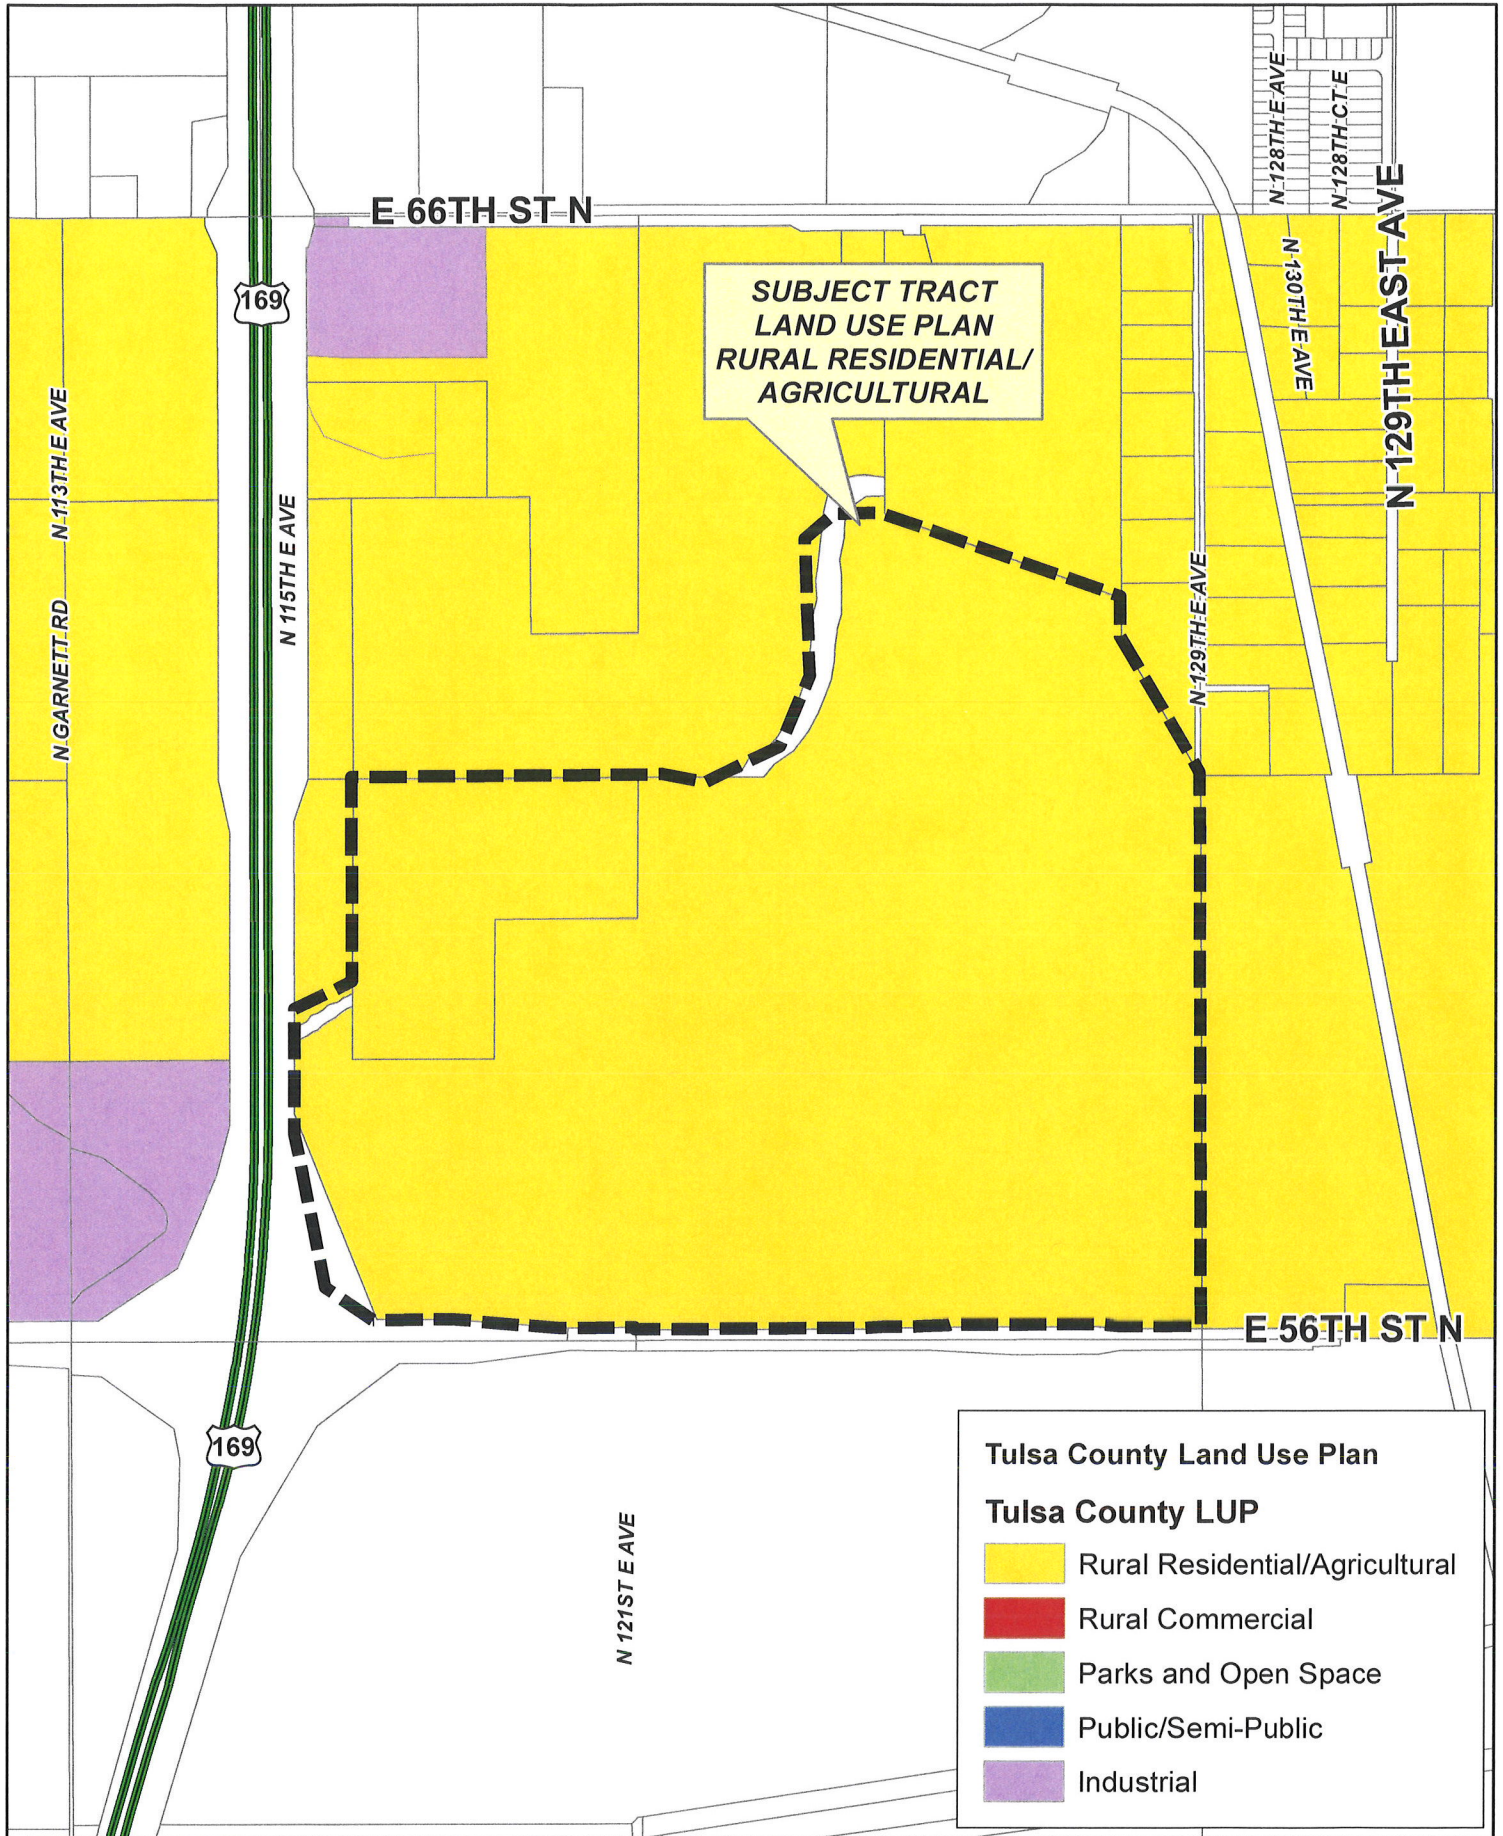 N 128TH E AVE
N 128TH CT E
E 66TH ST N
N 129TH EAST AVE
N 130TH E AVE
169
SUBJECT TRACT
LAND USE PLAN
RURAL RESIDENTIAL/
AGRICULTURAL
N 113TH E AVE
N 115TH E AVE
N GARNETT RD
N 129TH E AVE
E 56TH ST N
169
N 121ST E AVE
Tulsa County Land Use Plan
Tulsa County LUP
Rural Residential/Agricultural
Rural Commercial
Parks and Open Space
Public/Semi-Public
Industrial